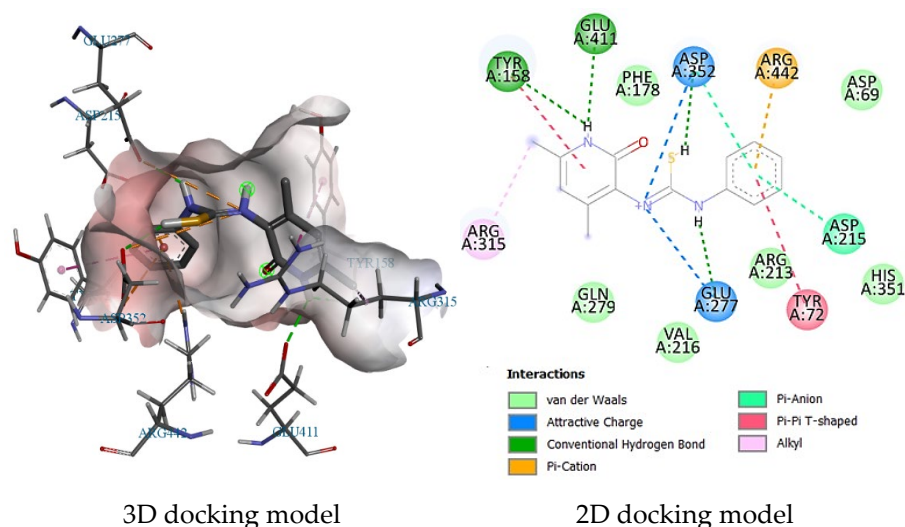 GLU277
ASP215
TYR158
ARG315
ASP352
ARG442
GLU411
3D docking model
GLU
A:411
TYR
A:158
PHE
A:178
ASP
A:352
ARG
A:442
ASP
A:69
H
N
O
H
S
N
+
N
H
ARG
A:315
ASP
A:215
ARG
A:213
HIS
A:351
GLN
A:279
GLU
A:277
TYR
A:72
VAL
A:216
Interactions
van der Waals
Attractive Charge
Conventional Hydrogen Bond
Pi-Cation
Pi-Anion
Pi-Pi T-shaped
Alkyl
2D docking model